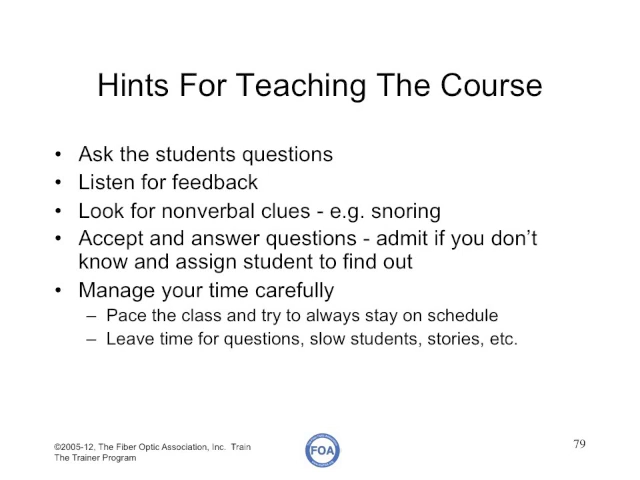 Hints For Teaching The Course
• Ask the students questions
• Listen for feedback
• Look for nonverbal clues - e.g. snoring
• Accept and answer questions - admit if you don't
know and assign student to find out
• Manage your time carefully
– Pace the class and try to always stay on schedule
– Leave time for questions, slow students, stories, etc.
©2005-12, The Fiber Optic Association, Inc. Train
The Trainer Program
FOA
79